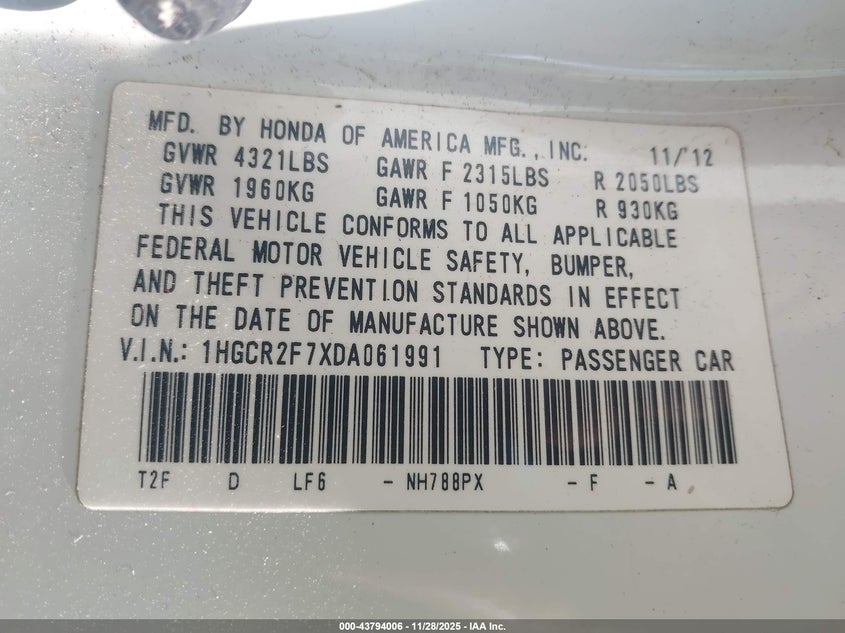 MFD. BY HONDA OF AMERICA MFG., INC. 11/'12
GVWR 4321LBS GAWR F 2315LBS R 2050LBS
GVWR 1960KG GAWR F 1050KG R 930KG
THIS VEHICLE CONFORMS TO ALL APPLICABLE
FEDERAL MOTOR VEHICLE SAFETY, BUMPER,
AND THEFT PREVENTION STANDARDS IN EFFECT
ON THE DATE OF MANUFACTURE SHOWN ABOVE.
V.I.N.: 1HGCR2F7XDA061991 TYPE: PASSENGER CAR
T2F D LF6 - NH788PX - F - A
000-43794006 - 11/28/2025 - IAA Inc.